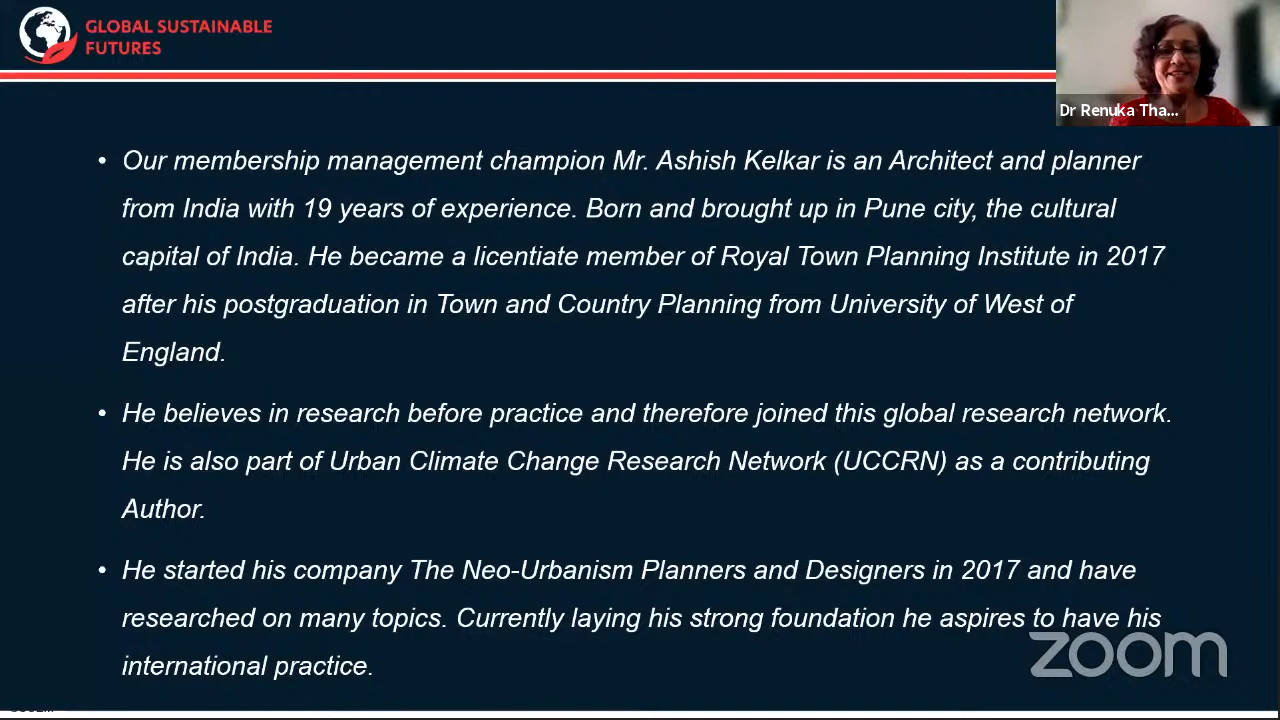 GLOBAL SUSTAINABLE
FUTURES
Dr Renuka Tha...
• Our membership management champion Mr. Ashish Kelkar is an Architect and planner
from India with 19 years of experience. Born and brought up in Pune city, the cultural
capital of India. He became a licentiate member of Royal Town Planning Institute in 2017
after his postgraduation in Town and Country Planning from University of West of
England.
• He believes in research before practice and therefore joined this global research network.
He is also part of Urban Climate Change Research Network (UCCRN) as a contributing
Author.
• He started his company The Neo-Urbanism Planners and Designers in 2017 and have
researched on many topics. Currently laying his strong foundation he aspires to have his
international practice.
zoom